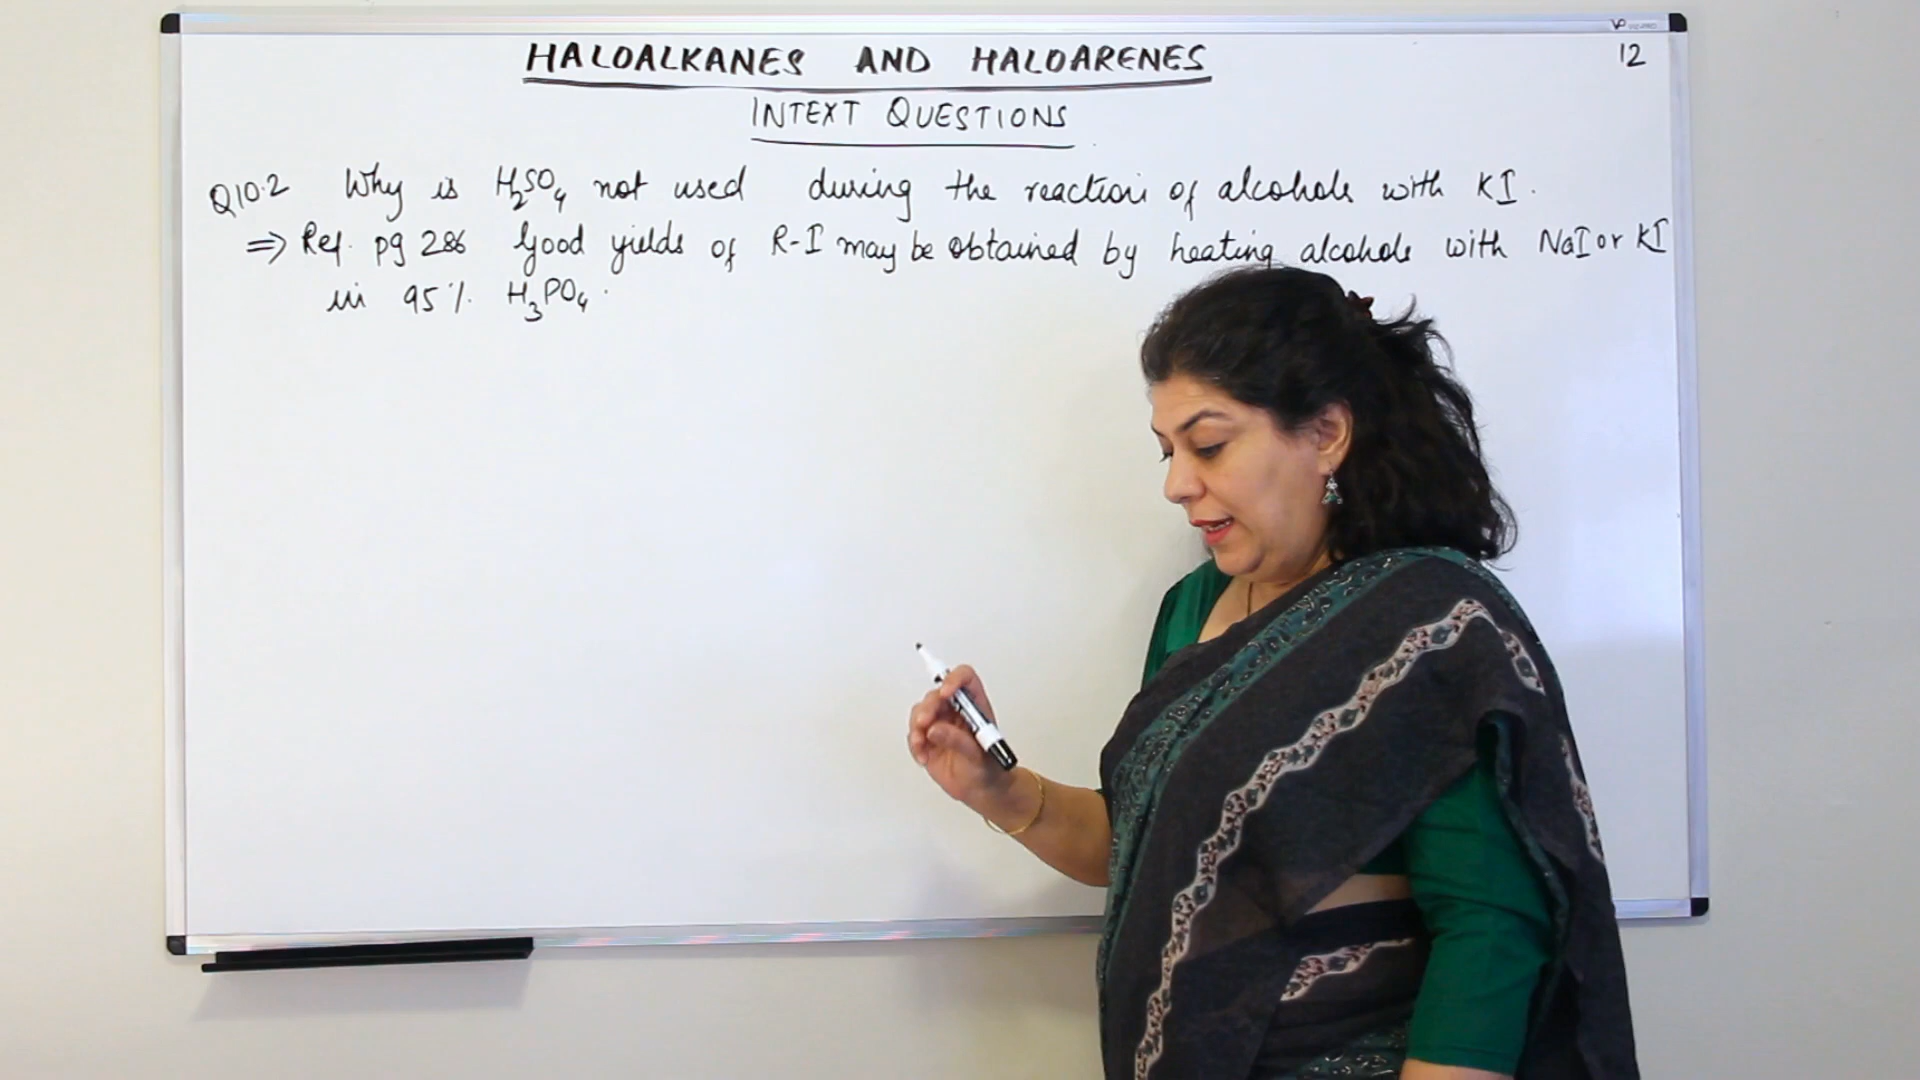 HALOALKANES AND HALOARENES
12
INTEXT QUESTIONS
Q10.2 Why is H₂SO₄ not used during the reaction of alcohols with KI.
⇒ Ref. pg 286 Good yields of R-I may be obtained by heating alcohols with NaI or KI
in 95%. H₃PO₄.